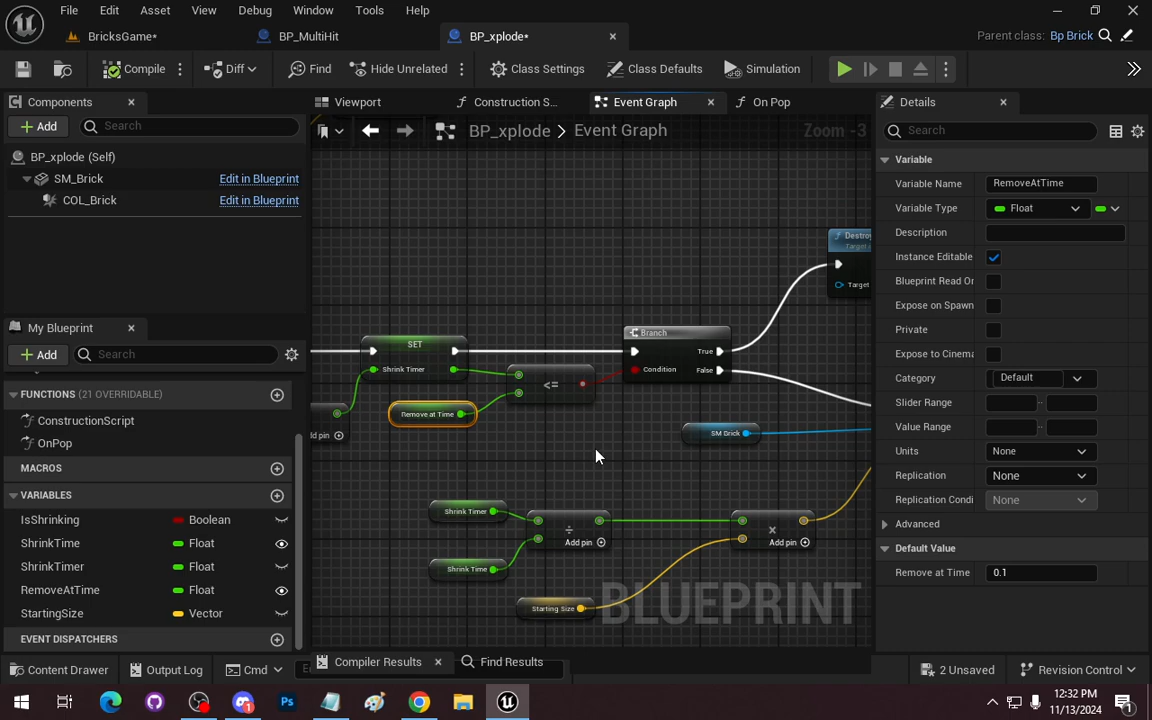 File Edit Asset View Debug Window Tools Help
BricksGame* BP_MultiHit BP_xplode* Parent class: Bp Brick
Compile Diff Find Hide Unrelated Class Settings Class Defaults Simulation
Components Viewport Construction S... Event Graph On Pop Details
Add Search BP_xplode > Event Graph Zoom -3 Search
BP_xplode (Self) Variable
SM_Brick Edit in Blueprint Variable Name RemoveAtTime
COL_Brick Edit in Blueprint Variable Type Float
Description
Instance Editable
Blueprint Read Or
Expose on Spawn
Private
Expose to Cinema
Category Default
Slider Range
Value Range
Units None
Replication None
Replication Condi None
Advanced
Default Value
Remove at Time 0.1
My Blueprint
Add Search
FUNCTIONS (21 OVERRIDABLE)
ConstructionScript
OnPop
MACROS
VARIABLES
IsShrinking Boolean
ShrinkTime Float
ShrinkTimer Float
RemoveAtTime Float
StartingSize Vector
EVENT DISPATCHERS
Destro
Target
Target
SET
Shrink Timer
Branch
True
Condition False
<=
Remove at Time
dd pin
SM Brick
Shrink Timer
÷
Add pin
×
Add pin
Shrink Time
Starting Size
BLUEPRINT
Compiler Results Find Results
Content Drawer Output Log Cmd 2 Unsaved Revision Control
12:32 PM
11/13/2024